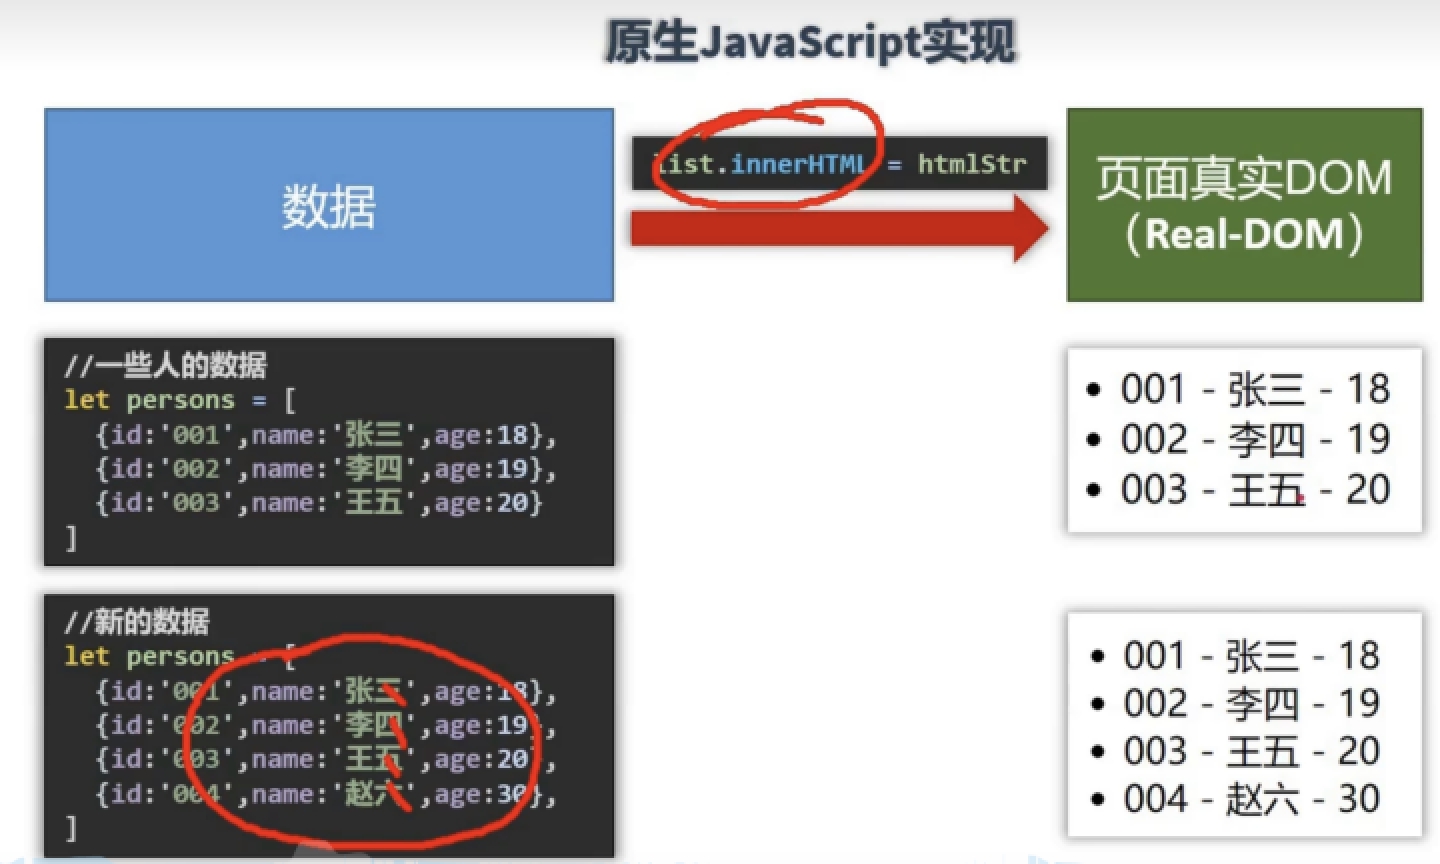 原生JavaScript实现
数据
list.innerHTML = htmlStr
页面真实DOM
（Real-DOM）
//一些人的数据
let persons = [
{id:'001',name:'张三',age:18},
{id:'002',name:'李四',age:19},
{id:'003',name:'王五',age:20}
]
001 - 张三 - 18
002 - 李四 - 19
003 - 王五 - 20
//新的数据
let persons = [
{id:'001',name:'张三',age:18},
{id:'002',name:'李四',age:19},
{id:'003',name:'王五',age:20},
{id:'004',name:'赵六',age:30},
]
001 - 张三 - 18
002 - 李四 - 19
003 - 王五 - 20
004 - 赵六 - 30